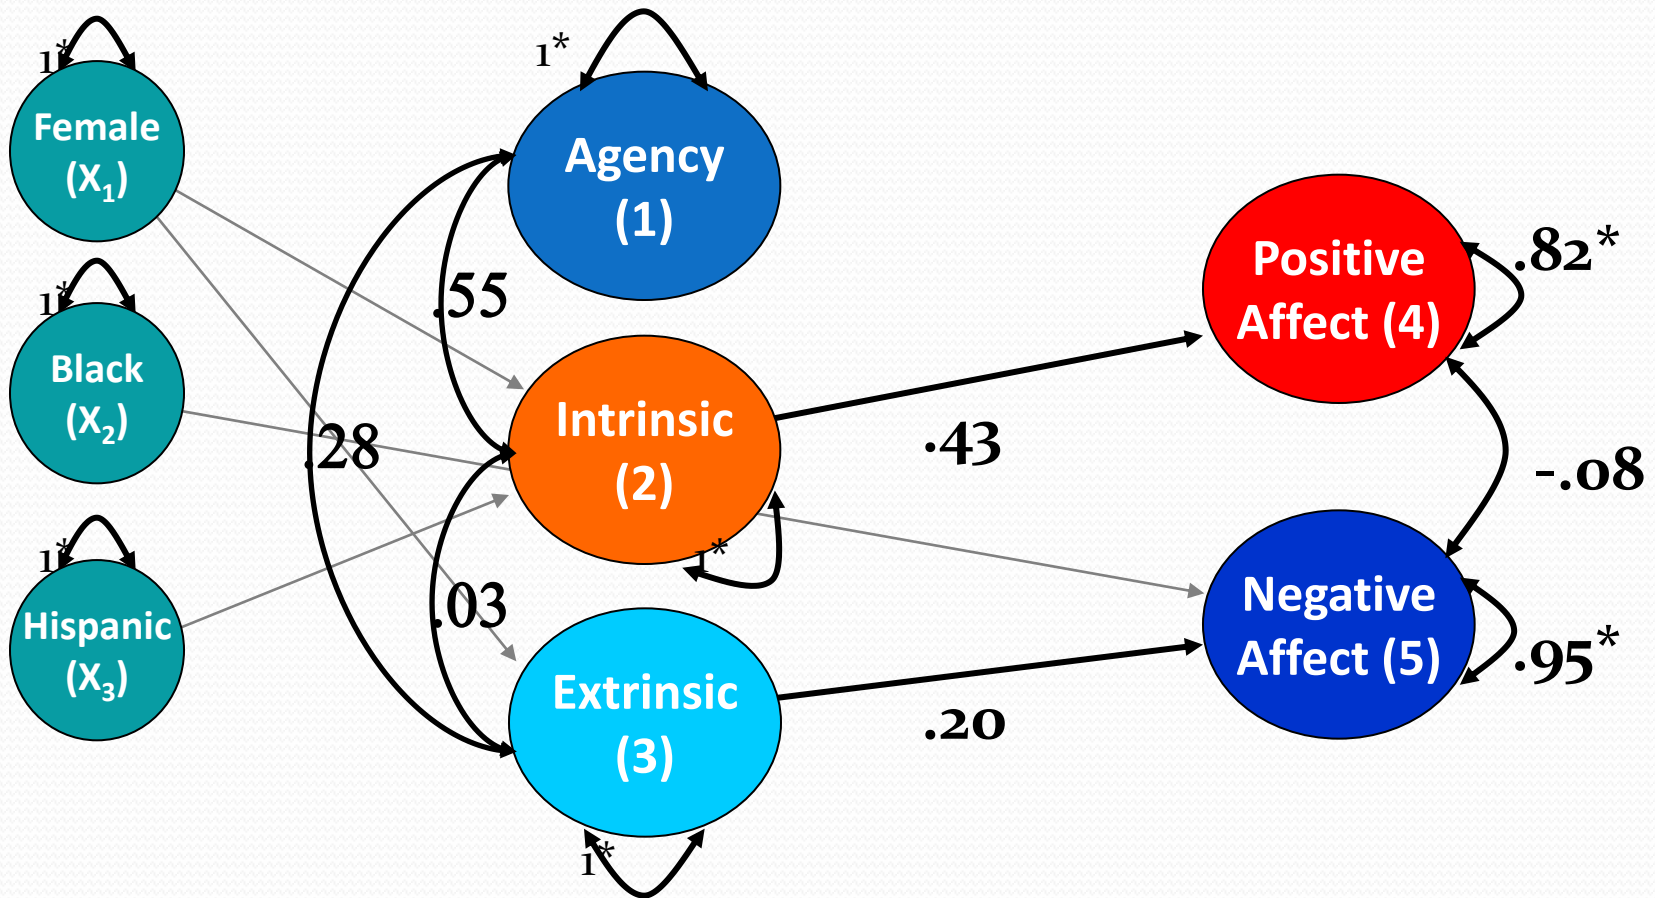 1*
Female
(X1)
1*
Black
(X2)
1*
Hispanic
(X3)
1*
Agency
(1)
.55
.28
Intrinsic
(2)
1*
.03
Extrinsic
(3)
1*
.43
.20
Positive
Affect (4)
.82*
-.08
Negative
Affect (5)
.95*